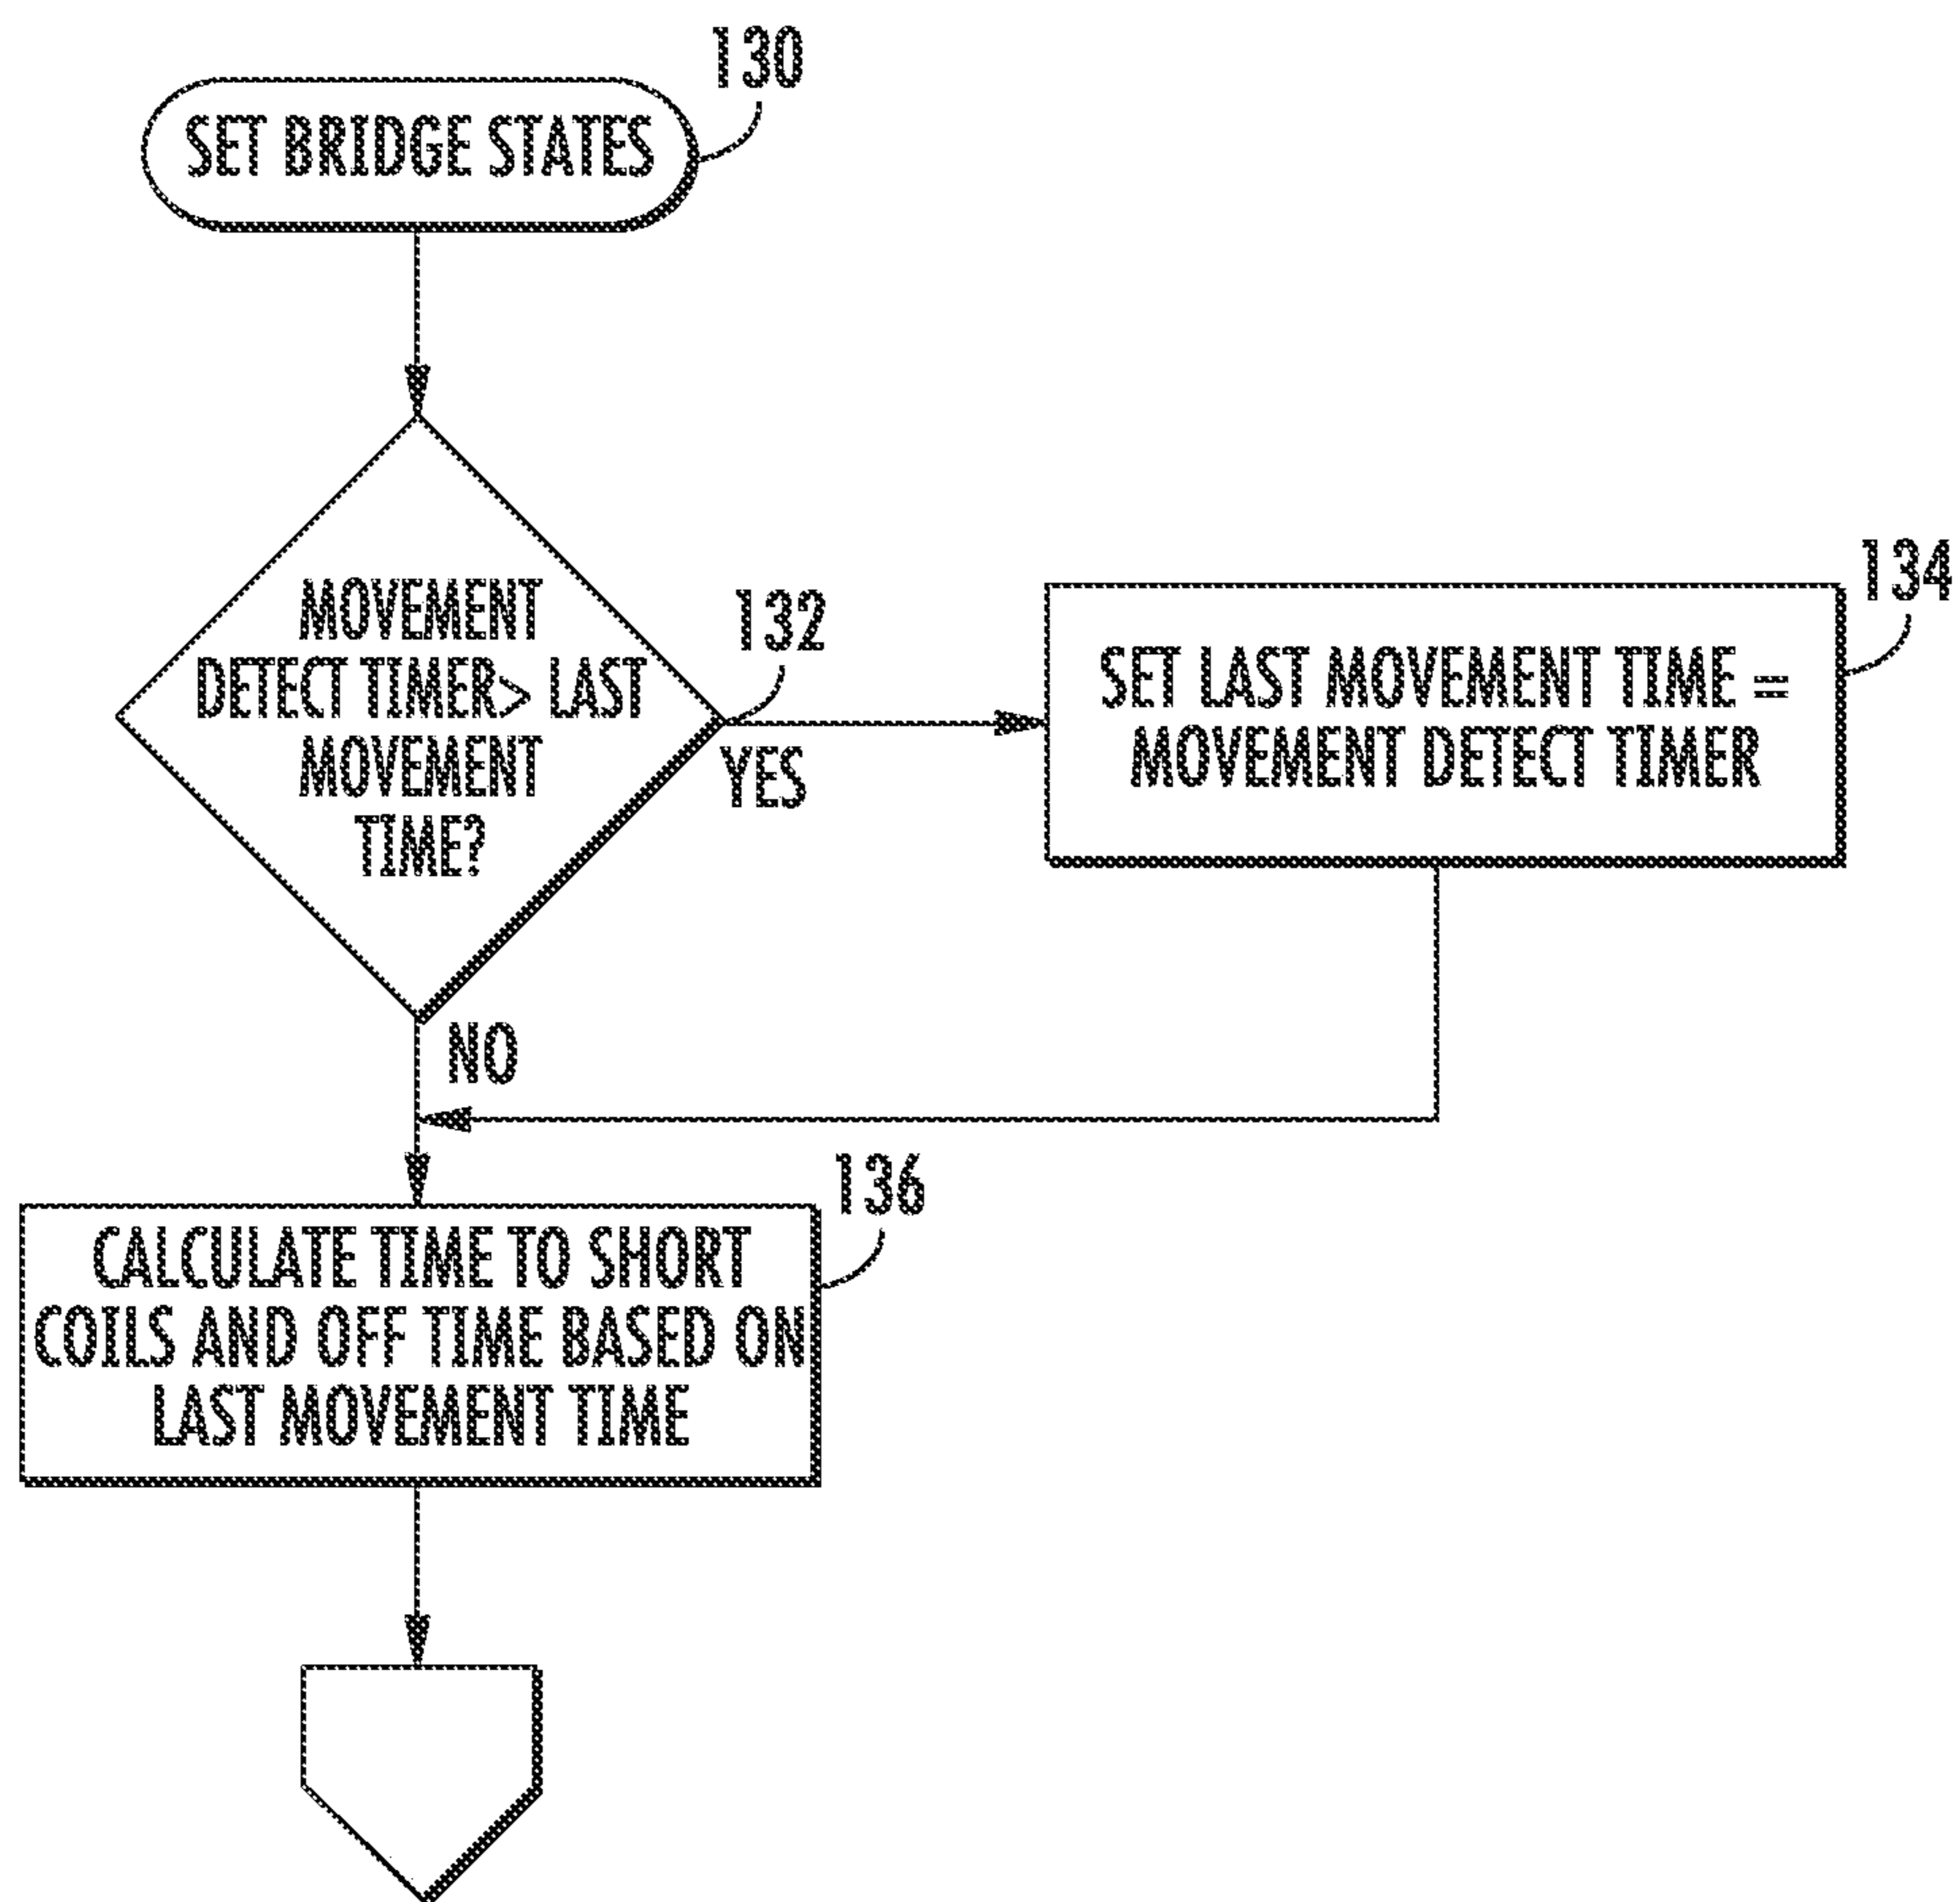 130
SET BRIDGE STATES
MOVEMENT
DETECT TIMER> LAST
MOVEMENT
TIME?
132
YES
134
SET LAST MOVEMENT TIME =
MOVEMENT DETECT TIMER
NO
136
CALCULATE TIME TO SHORT
COILS AND OFF TIME BASED ON
LAST MOVEMENT TIME